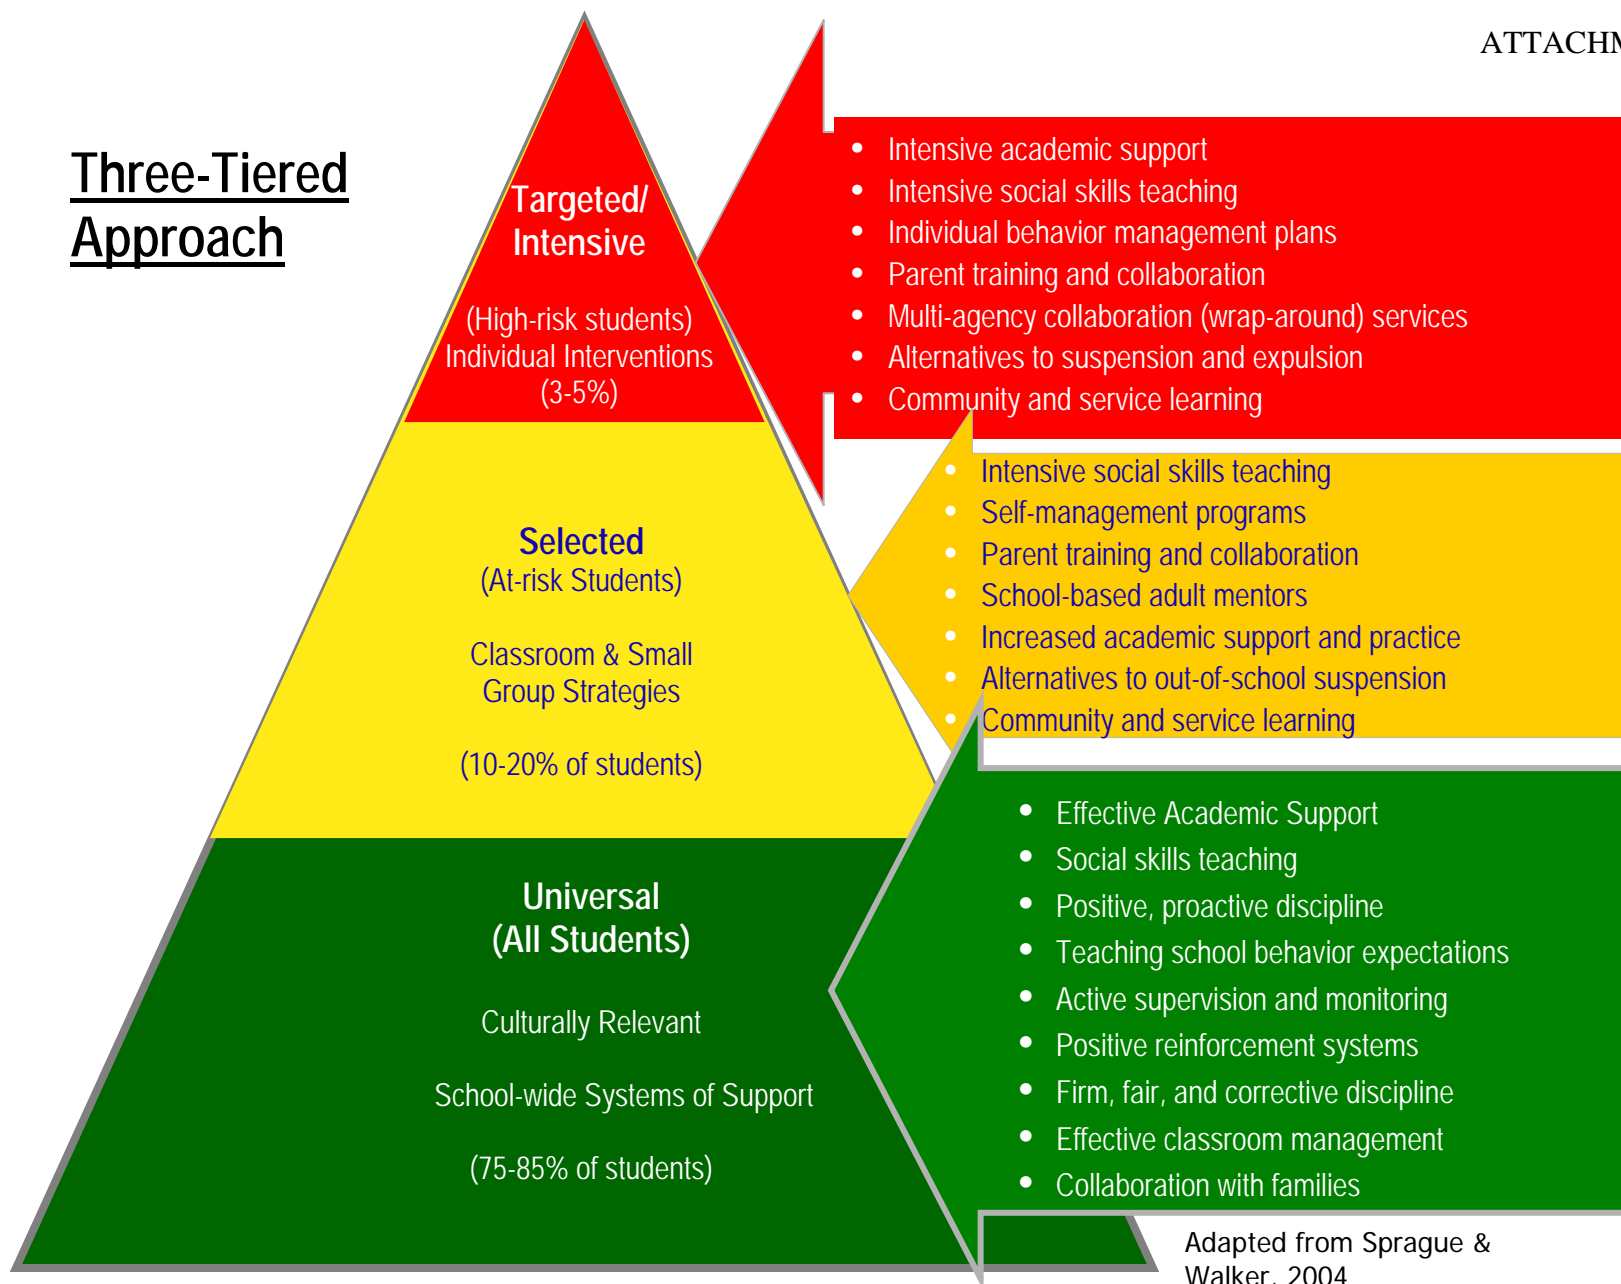 ATTACHM
Three-Tiered
Approach
Targeted/
Intensive
(High-risk students)
Individual Interventions
(3-5%)
• Intensive academic support
• Intensive social skills teaching
• Individual behavior management plans
• Parent training and collaboration
• Multi-agency collaboration (wrap-around) services
• Alternatives to suspension and expulsion
• Community and service learning
Selected
(At-risk Students)
Classroom & Small
Group Strategies
(10-20% of students)
• Intensive social skills teaching
• Self-management programs
• Parent training and collaboration
• School-based adult mentors
• Increased academic support and practice
• Alternatives to out-of-school suspension
• Community and service learning
Universal
(All Students)
Culturally Relevant
School-wide Systems of Support
(75-85% of students)
• Effective Academic Support
• Social skills teaching
• Positive, proactive discipline
• Teaching school behavior expectations
• Active supervision and monitoring
• Positive reinforcement systems
• Firm, fair, and corrective discipline
• Effective classroom management
• Collaboration with families
Adapted from Sprague &
Walker, 2004